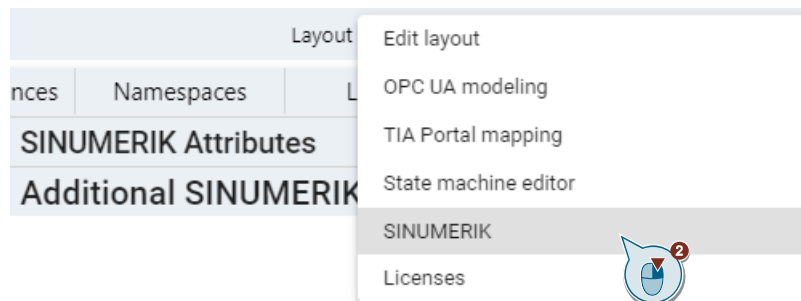 Layout
Edit layout
OPC UA modeling
TIA Portal mapping
State machine editor
SINUMERIK
Licenses
nces
Namespaces
L
SINUMERIK Attributes
Additional SINUMERIK
2